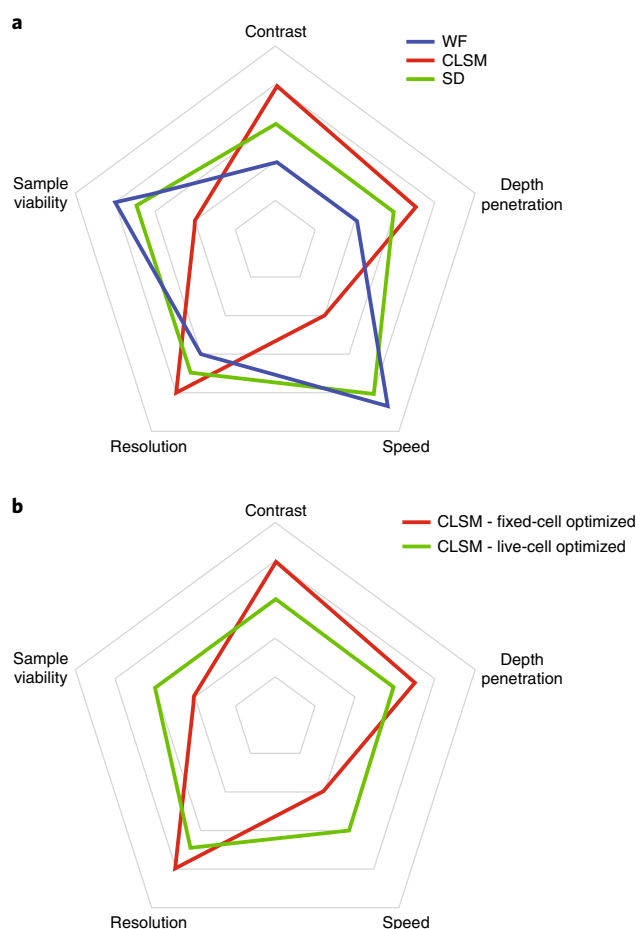 a
Contrast
WF
CLSM
SD
Sample
viability
Depth
penetration
Resolution
Speed
b
Contrast
CLSM - fixed-cell optimized
CLSM - live-cell optimized
Sample
viability
Depth
penetration
Resolution
Speed